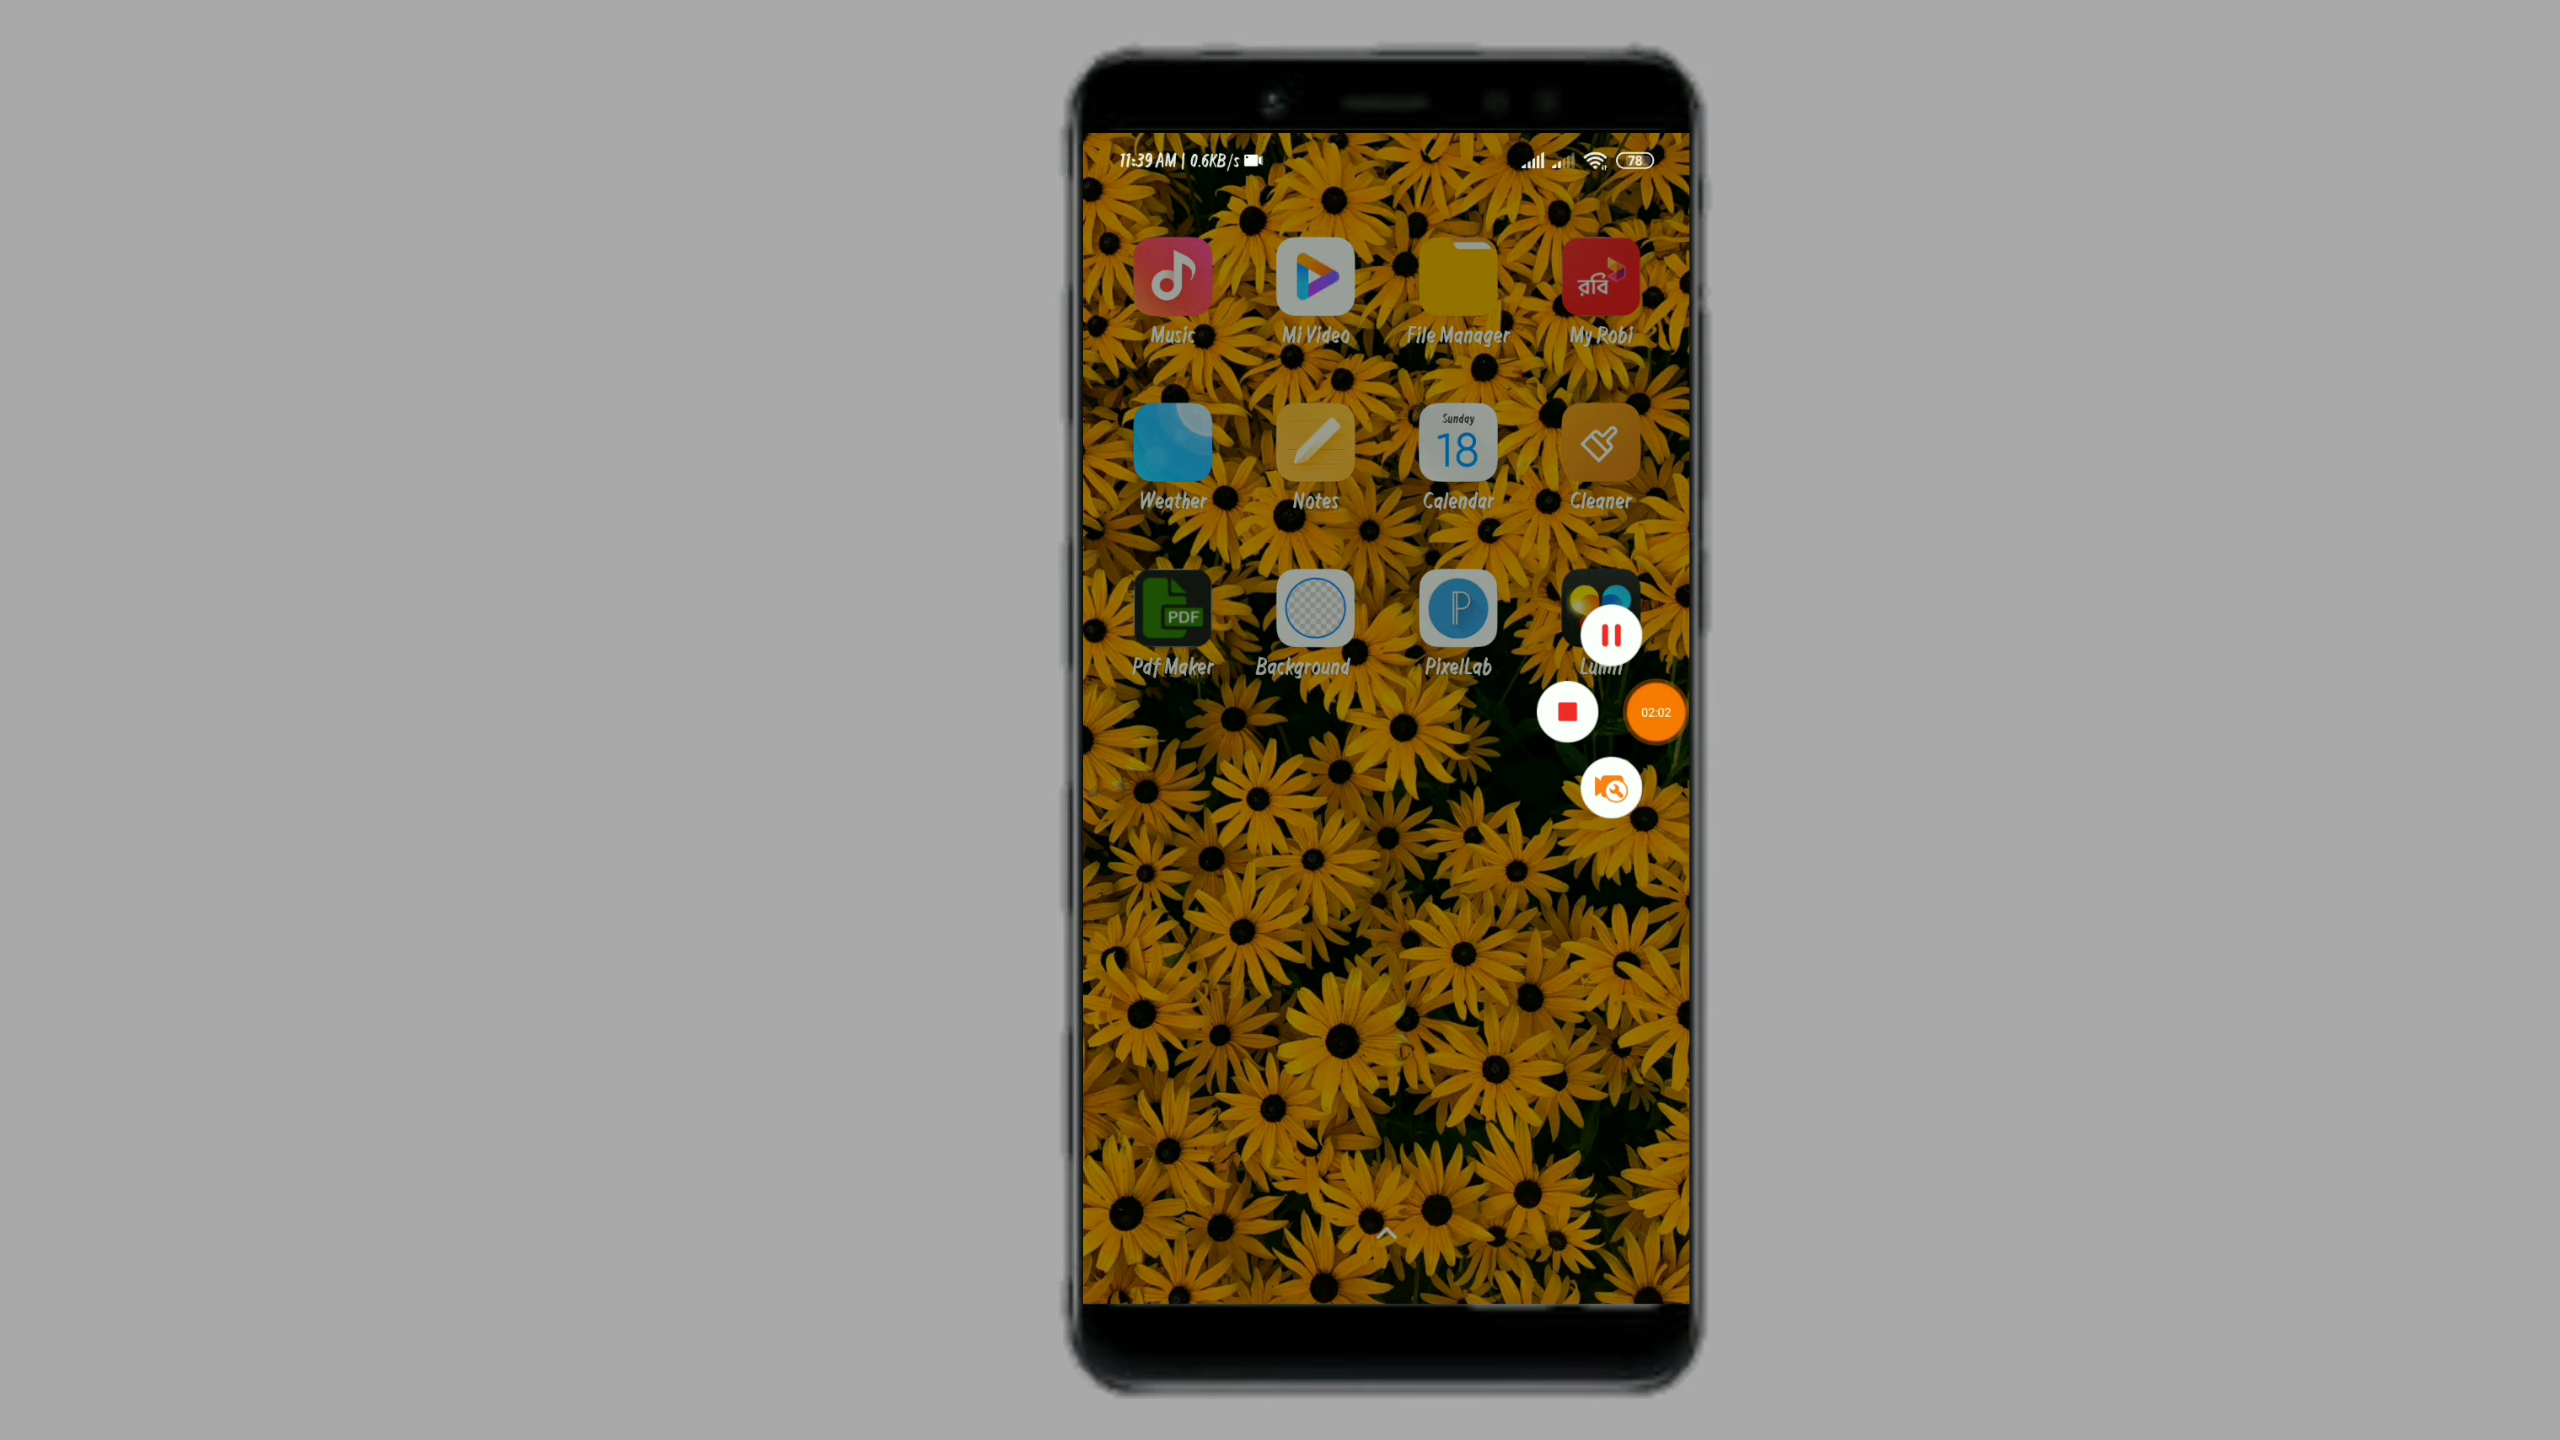 11:39 AM | 0.6KB/s
78
রবি
Music
Mi Video
File Manager
My Robi
Sunday
18
Weather
Notes
Calendar
Cleaner
PDF
P
Pdf Maker
Background
PixelLab
02:02